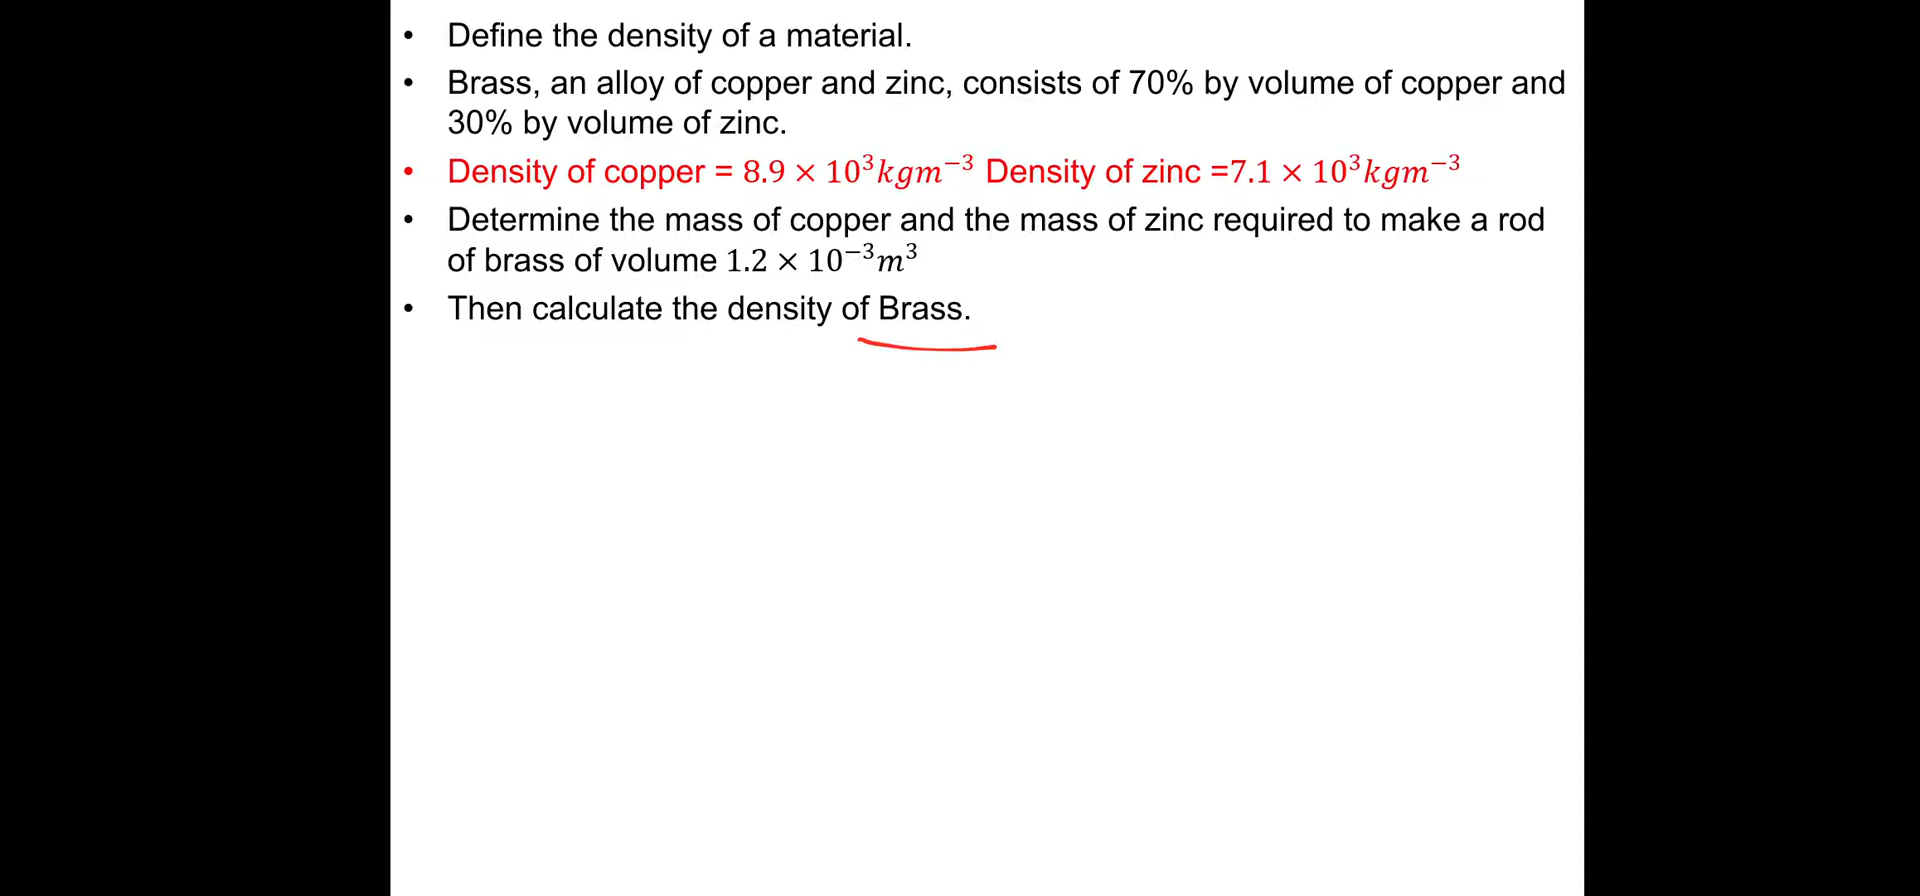 • Define the density of a material.
• Brass, an alloy of copper and zinc, consists of 70% by volume of copper and
30% by volume of zinc.
• Density of copper = 8.9 × 10³kgm⁻³ Density of zinc =7.1 × 10³kgm⁻³
• Determine the mass of copper and the mass of zinc required to make a rod
of brass of volume 1.2 × 10⁻³m³
• Then calculate the density of Brass.